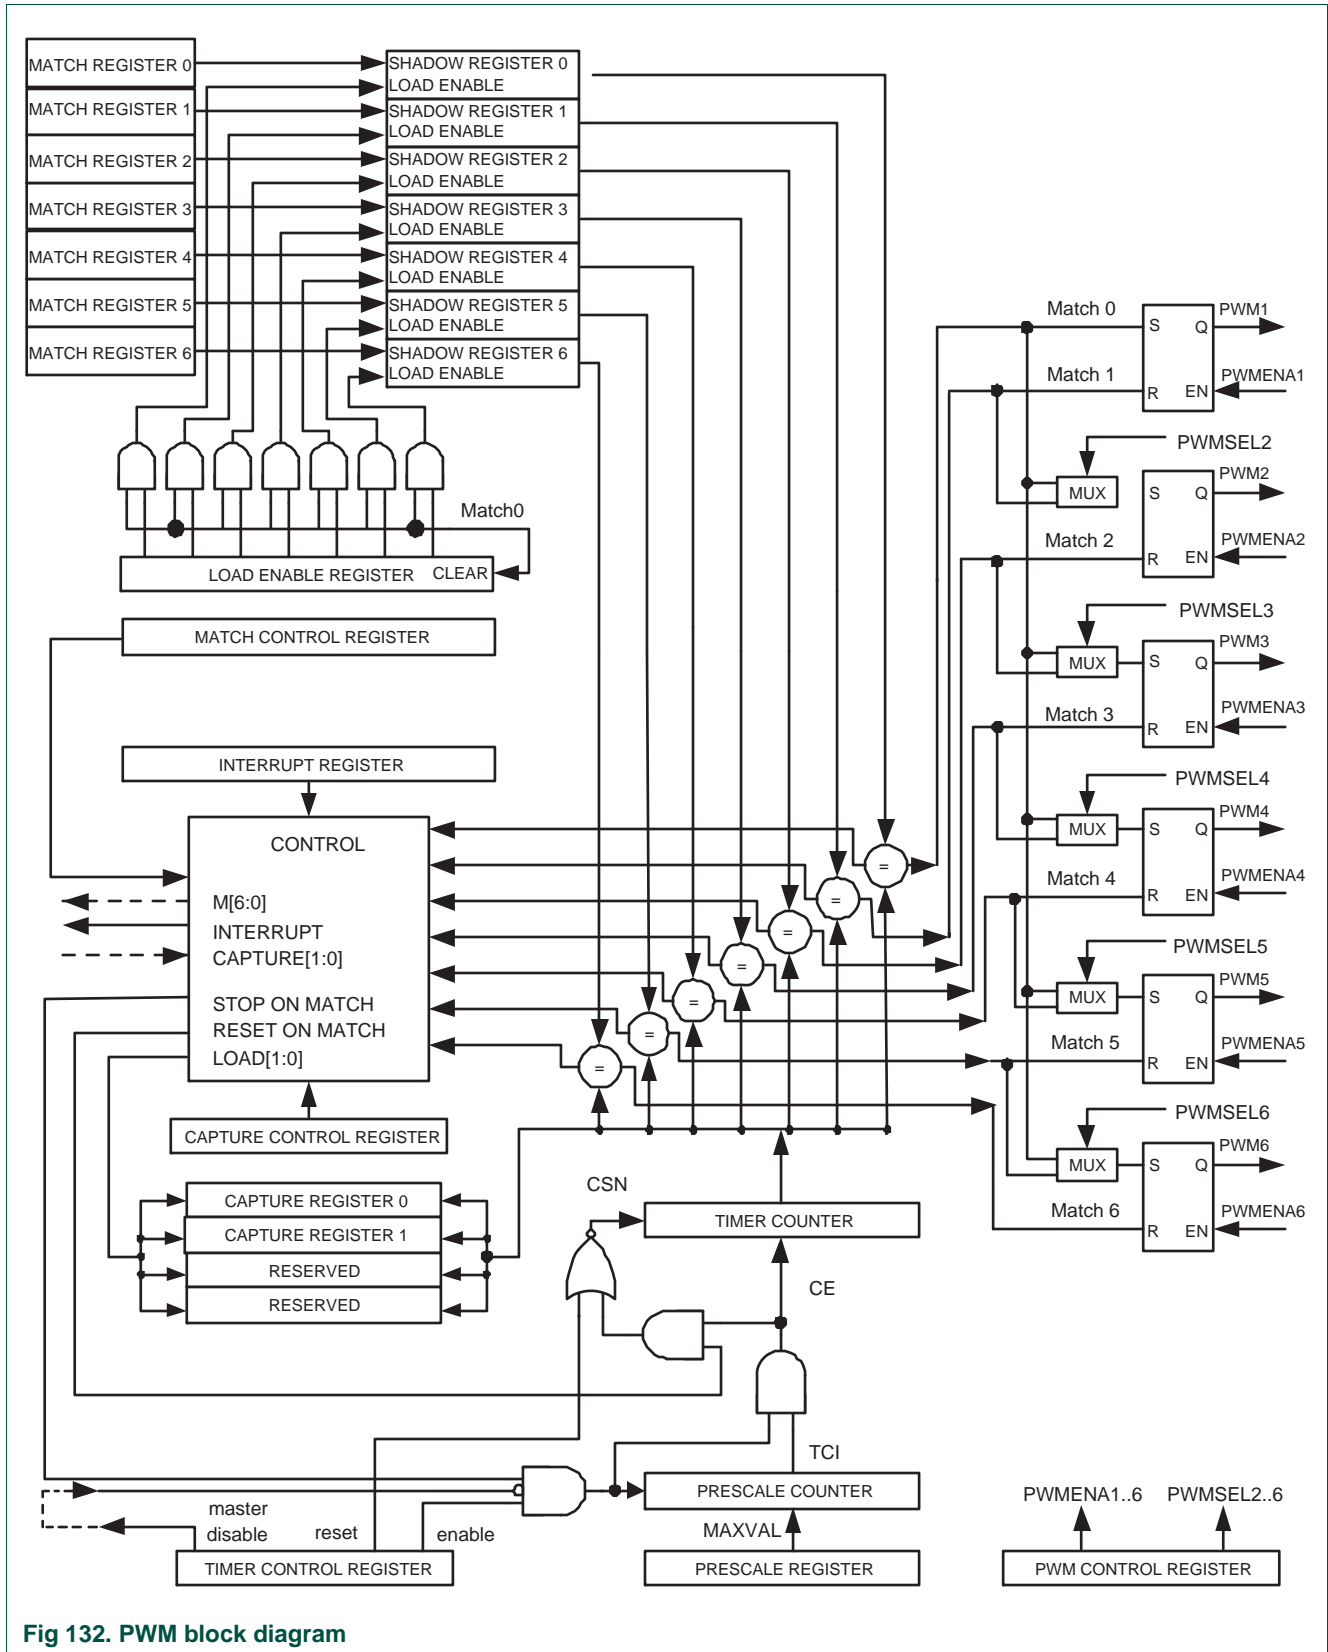 MATCH REGISTER 0
MATCH REGISTER 1
MATCH REGISTER 2
MATCH REGISTER 3
MATCH REGISTER 4
MATCH REGISTER 5
MATCH REGISTER 6
SHADOW REGISTER 0
LOAD ENABLE
SHADOW REGISTER 1
LOAD ENABLE
SHADOW REGISTER 2
LOAD ENABLE
SHADOW REGISTER 3
LOAD ENABLE
SHADOW REGISTER 4
LOAD ENABLE
SHADOW REGISTER 5
LOAD ENABLE
SHADOW REGISTER 6
LOAD ENABLE
Match0
LOAD ENABLE REGISTER CLEAR
MATCH CONTROL REGISTER
INTERRUPT REGISTER
CONTROL
M[6:0]
INTERRUPT
CAPTURE[1:0]
STOP ON MATCH
RESET ON MATCH
LOAD[1:0]
CAPTURE CONTROL REGISTER
CAPTURE REGISTER 0
CAPTURE REGISTER 1
RESERVED
RESERVED
=
=
=
=
=
=
=
Match 0
S Q
PWM1
Match 1
R EN
PWMENA1
PWMSEL2
MUX
S Q
PWM2
Match 2
R EN
PWMENA2
PWMSEL3
MUX
S Q
PWM3
Match 3
R EN
PWMENA3
PWMSEL4
MUX
S Q
PWM4
Match 4
R EN
PWMENA4
PWMSEL5
MUX
S Q
PWM5
Match 5
R EN
PWMENA5
PWMSEL6
MUX
S Q
PWM6
Match 6
R EN
PWMENA6
CSN
TIMER COUNTER
CE
TCI
PRESCALE COUNTER
MAXVAL
PRESCALE REGISTER
master
disable
reset
enable
TIMER CONTROL REGISTER
PWMENA1..6
PWMSEL2..6
PWM CONTROL REGISTER
Fig 132. PWM block diagram